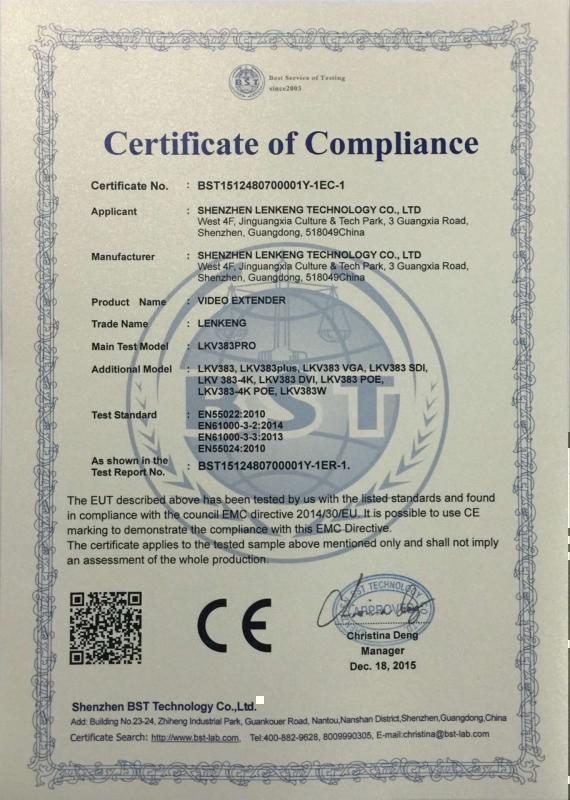 BST
Best Service of Testing
since2003
Certificate of Compliance
Certificate No. : BST1512480700001Y-1EC-1
Applicant : SHENZHEN LENKENG TECHNOLOGY CO., LTD
West 4F, Jinguangxia Culture & Tech Park, 3 Guangxia Road,
Shenzhen, Guangdong, 518049China
Manufacturer : SHENZHEN LENKENG TECHNOLOGY CO., LTD
West 4F, Jinguangxia Culture & Tech Park, 3 Guangxia Road,
Shenzhen, Guangdong, 518049China
Product Name : VIDEO EXTENDER
Trade Name : LENKENG
Main Test Model : LKV383PRO
Additional Model : LKV383, LKV383plus, LKV383 VGA, LKV383 SDI,
LKV 383-4K, LKV383 DVI, LKV383 POE,
LKV383-4K POE, LKV383W
BST
Test Standard : EN55022:2010
EN61000-3-2:2014
EN61000-3-3:2013
EN55024:2010
As shown in the
Test Report No. : BST1512480700001Y-1ER-1.
The EUT described above has been tested by us with the listed standards and found
in compliance with the council EMC directive 2014/30/EU. It is possible to use CE
marking to demonstrate the compliance with this EMC Directive.
The certificate applies to the tested sample above mentioned only and shall not imply
an assessment of the whole production.
CE
BST TECHNOLOGY
APPROVED
Christina Deng
Manager
Dec. 18, 2015
Shenzhen BST Technology Co.,Ltd.
Add: Building No.23-24, Zhiheng Industrial Park, Guankouer Road, Nantou,Nanshan District,Shenzhen,Guangdong,China
Certificate Search: http://www.bst-lab.com, Tel:400-882-9628, 8009990305, E-mail:christina@bst-lab.com